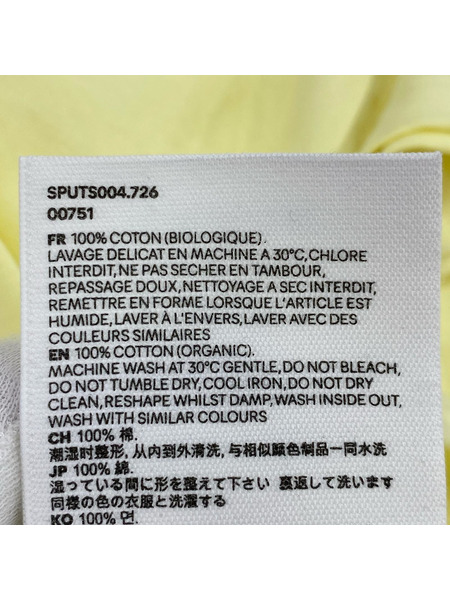 SPUTS004.726
00751
FR 100% COTON (BIOLOGIQUE).
LAVAGE DELICAT EN MACHINE A 30°C, CHLORE
INTERDIT, NE PAS SECHER EN TAMBOUR,
REPASSAGE DOUX, NETTOYAGE A SEC INTERDIT,
REMETTRE EN FORME LORSQUE L'ARTICLE EST
HUMIDE, LAVER À L'ENVERS, LAVER AVEC DES
COULEURS SIMILAIRES
EN 100% COTTON (ORGANIC).
MACHINE WASH AT 30°C GENTLE, DO NOT BLEACH,
DO NOT TUMBLE DRY, COOL IRON, DO NOT DRY
CLEAN, RESHAPE WHILST DAMP, WASH INSIDE OUT,
WASH WITH SIMILAR COLOURS
CH 100% 棉.
潮湿时整形, 从内到外清洗, 与相似颜色制品一同水洗
JP 100% 綿.
湿っている間に形を整えて下さい 裏返して洗います
同様の色の衣服と洗濯する
KO 100% 면.